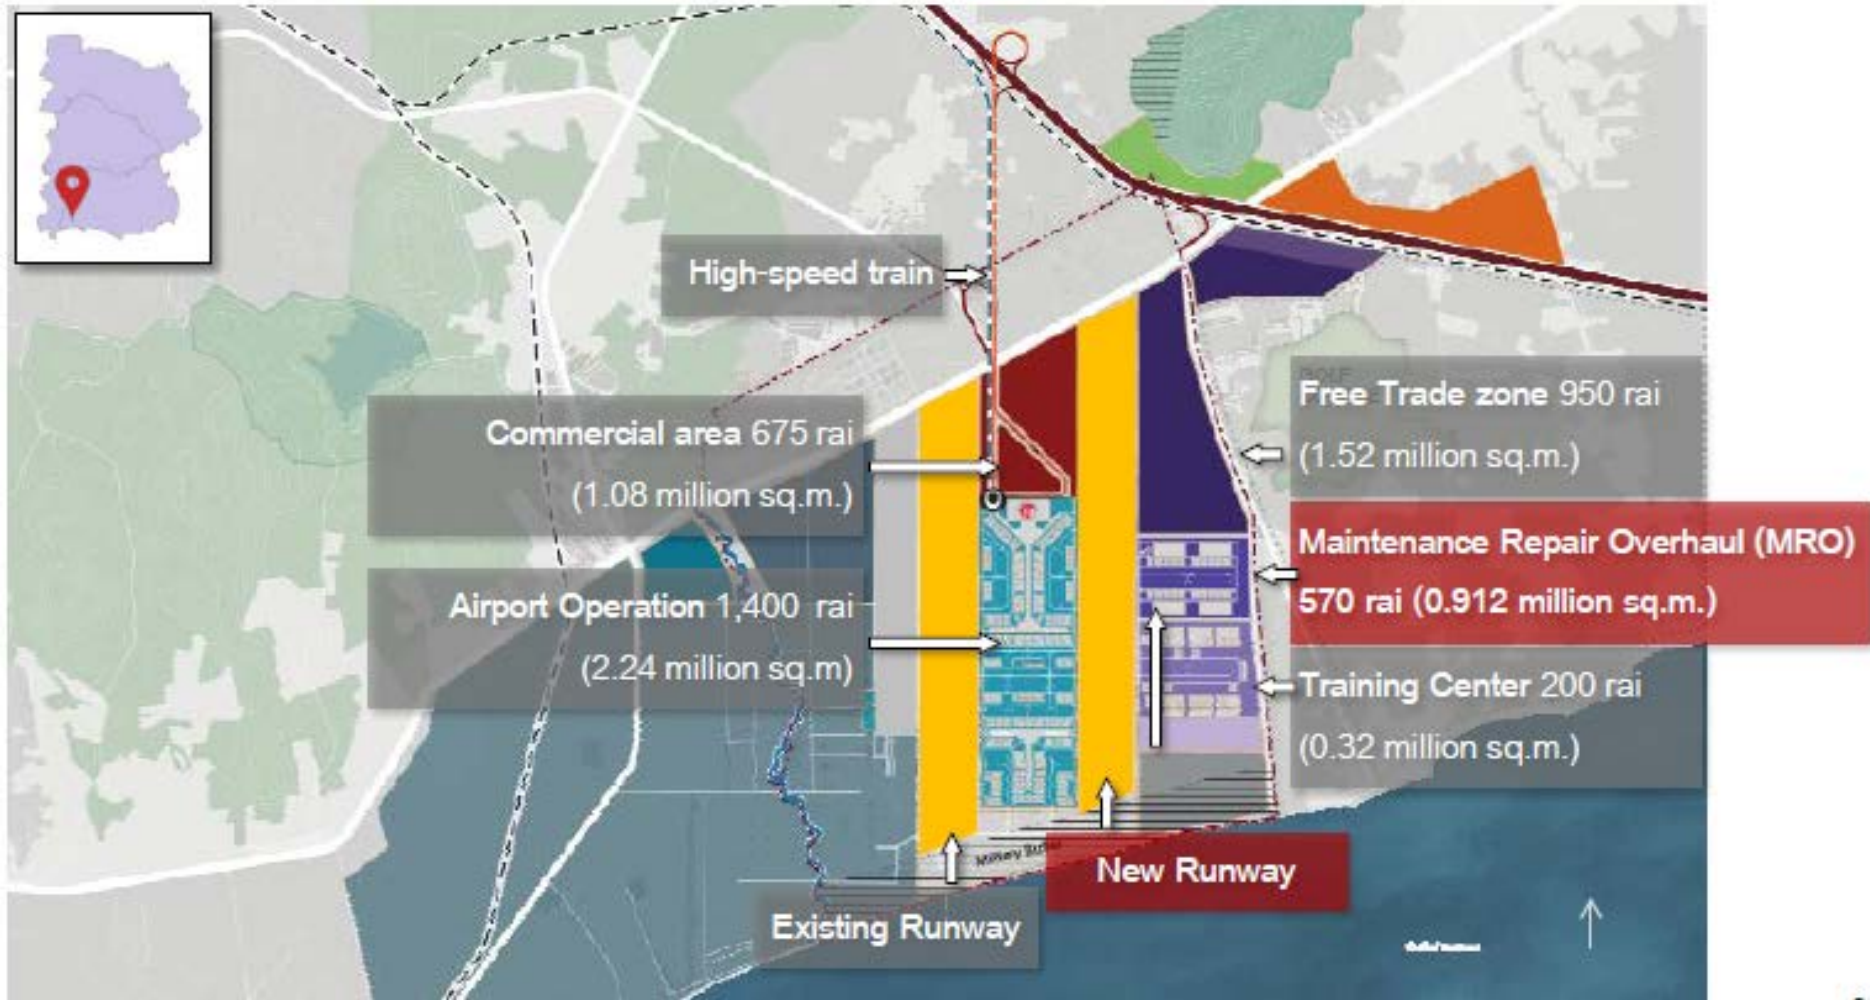 High-speed train
Commercial area 675 rai
(1.08 million sq.m.)
Airport Operation 1,400 rai
(2.24 million sq.m)
Free Trade zone 950 rai
(1.52 million sq.m.)
Maintenance Repair Overhaul (MRO)
570 rai (0.912 million sq.m.)
Training Center 200 rai
(0.32 million sq.m.)
New Runway
Existing Runway
Military
GOLF